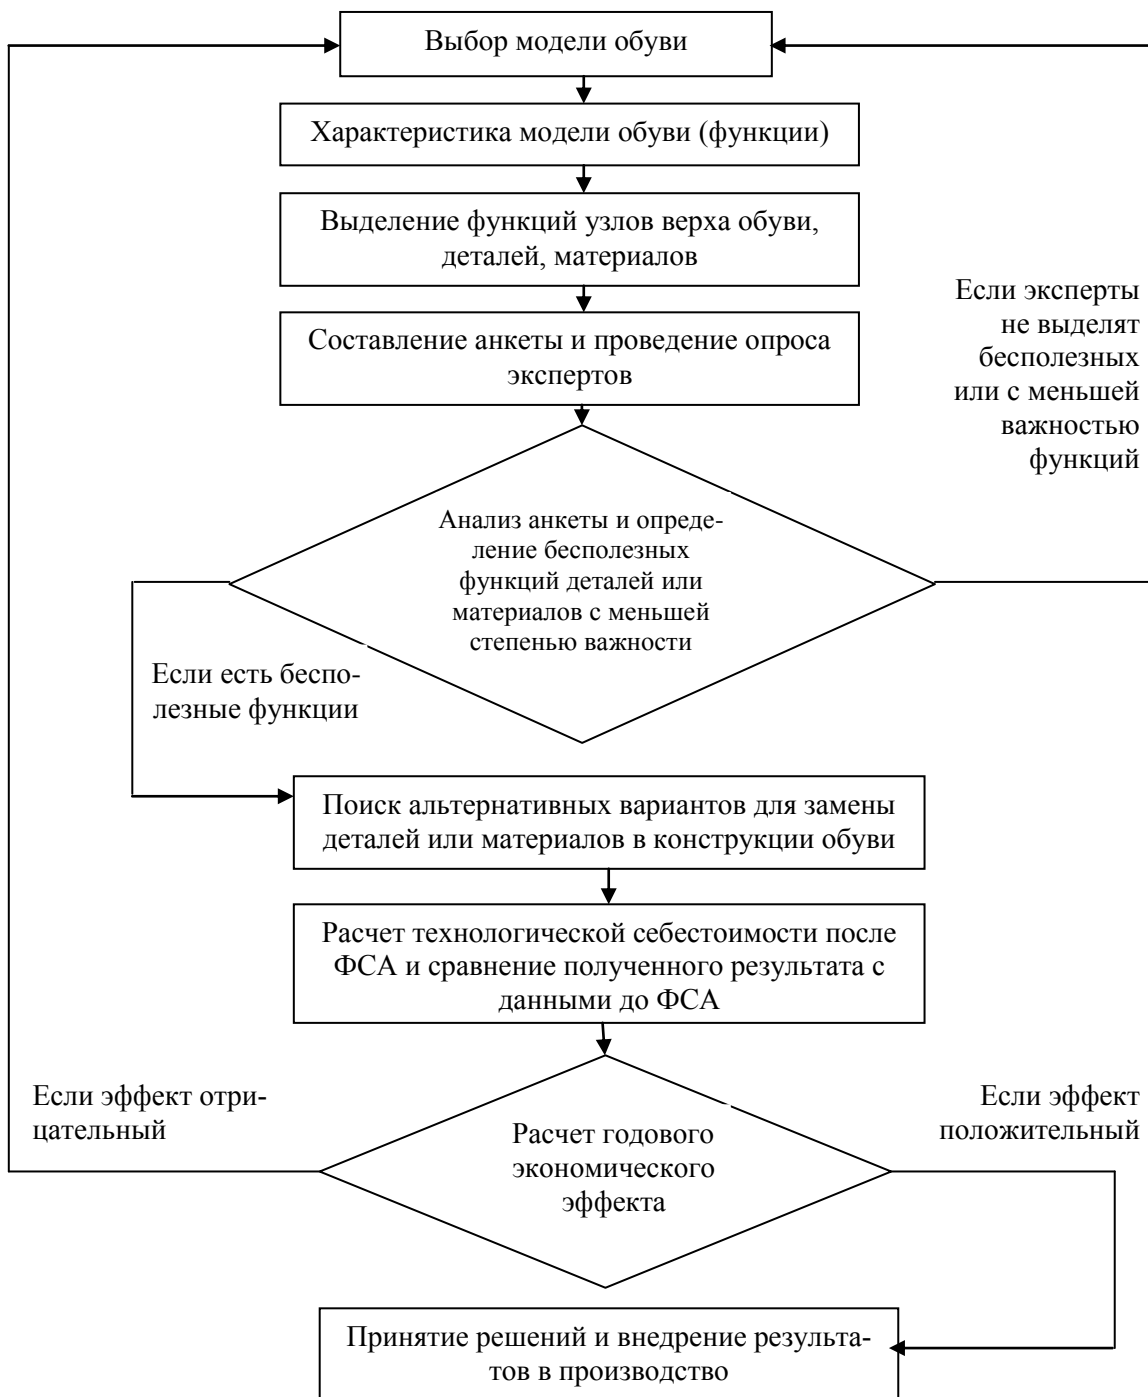 Выбор модели обуви
Характеристика модели обуви (функции)
Выделение функций узлов верха обуви,
деталей, материалов
Составление анкеты и проведение опроса
экспертов
Если эксперты
не выделят
бесполезных
или с меньшей
важностью
функций
Анализ анкеты и опреде-
ление бесполезных
функций деталей или
материалов с меньшей
степенью важности
Если есть беспо-
лезные функции
Поиск альтернативных вариантов для замены
деталей или материалов в конструкции обуви
Расчет технологической себестоимости после
ФСА и сравнение полученного результата с
данными до ФСА
Если эффект отри-
цательный
Расчет годового
экономического
эффекта
Если эффект
положительный
Принятие решений и внедрение результа-
тов в производство